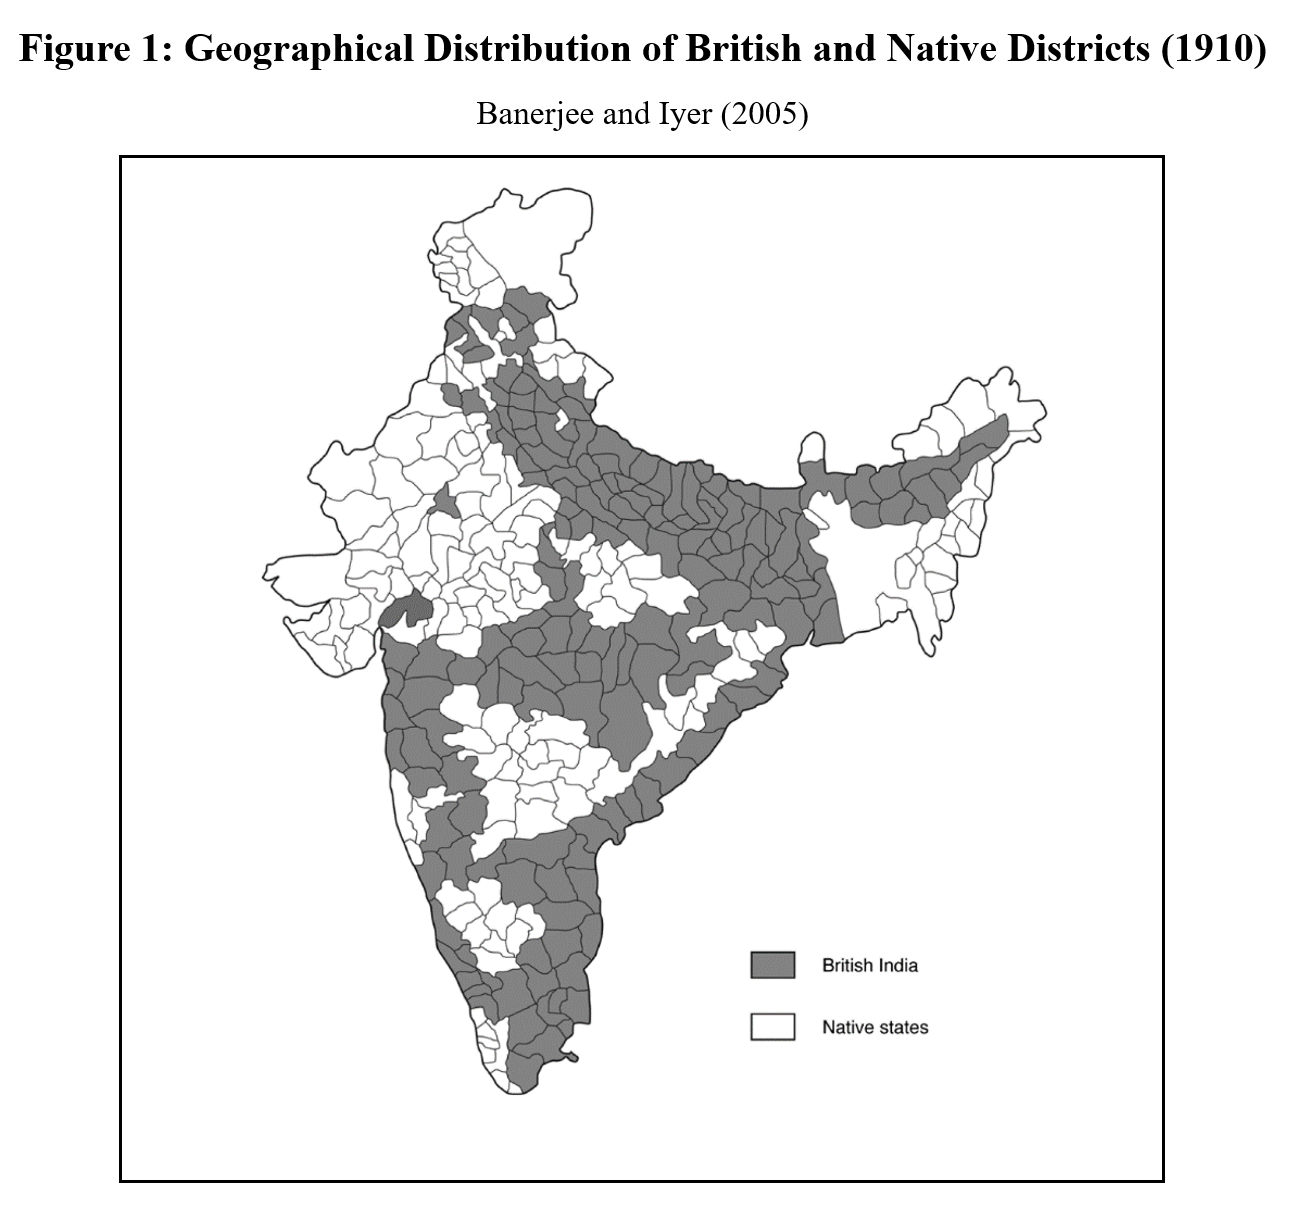 Figure 1: Geographical Distribution of British and Native Districts (1910)
Banerjee and Iyer (2005)
British India
Native states